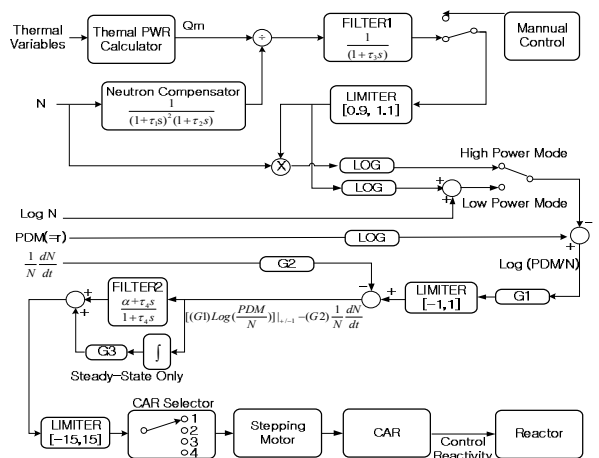 Thermal
Variables
Thermal PWR
Calculator
Qm
÷
FILTER1
1
(1+τ₃s)
Mannual
Control
N
Neutron Compensator
1
(1+τ₁s)²(1+τ₂s)
LIMITER
[0.9, 1.1]
X
LOG
High Power Mode
LOG
+
+
Low Power Mode
Log N
−
PDM(=r)
LOG
+
1/N dN/dt
G2
Log (PDM/N)
FILTER2
α+τ₄s
1+τ₄s
+
+
−
+
LIMITER
[-1,1]
G1
[(G1)Log(PDM/N)]|+/−1 −(G2) 1/N dN/dt
G3
∫
Steady-State Only
CAR Selector
LIMITER
[-15,15]
1
2
3
4
Stepping
Motor
CAR
Control
Reactivity
Reactor